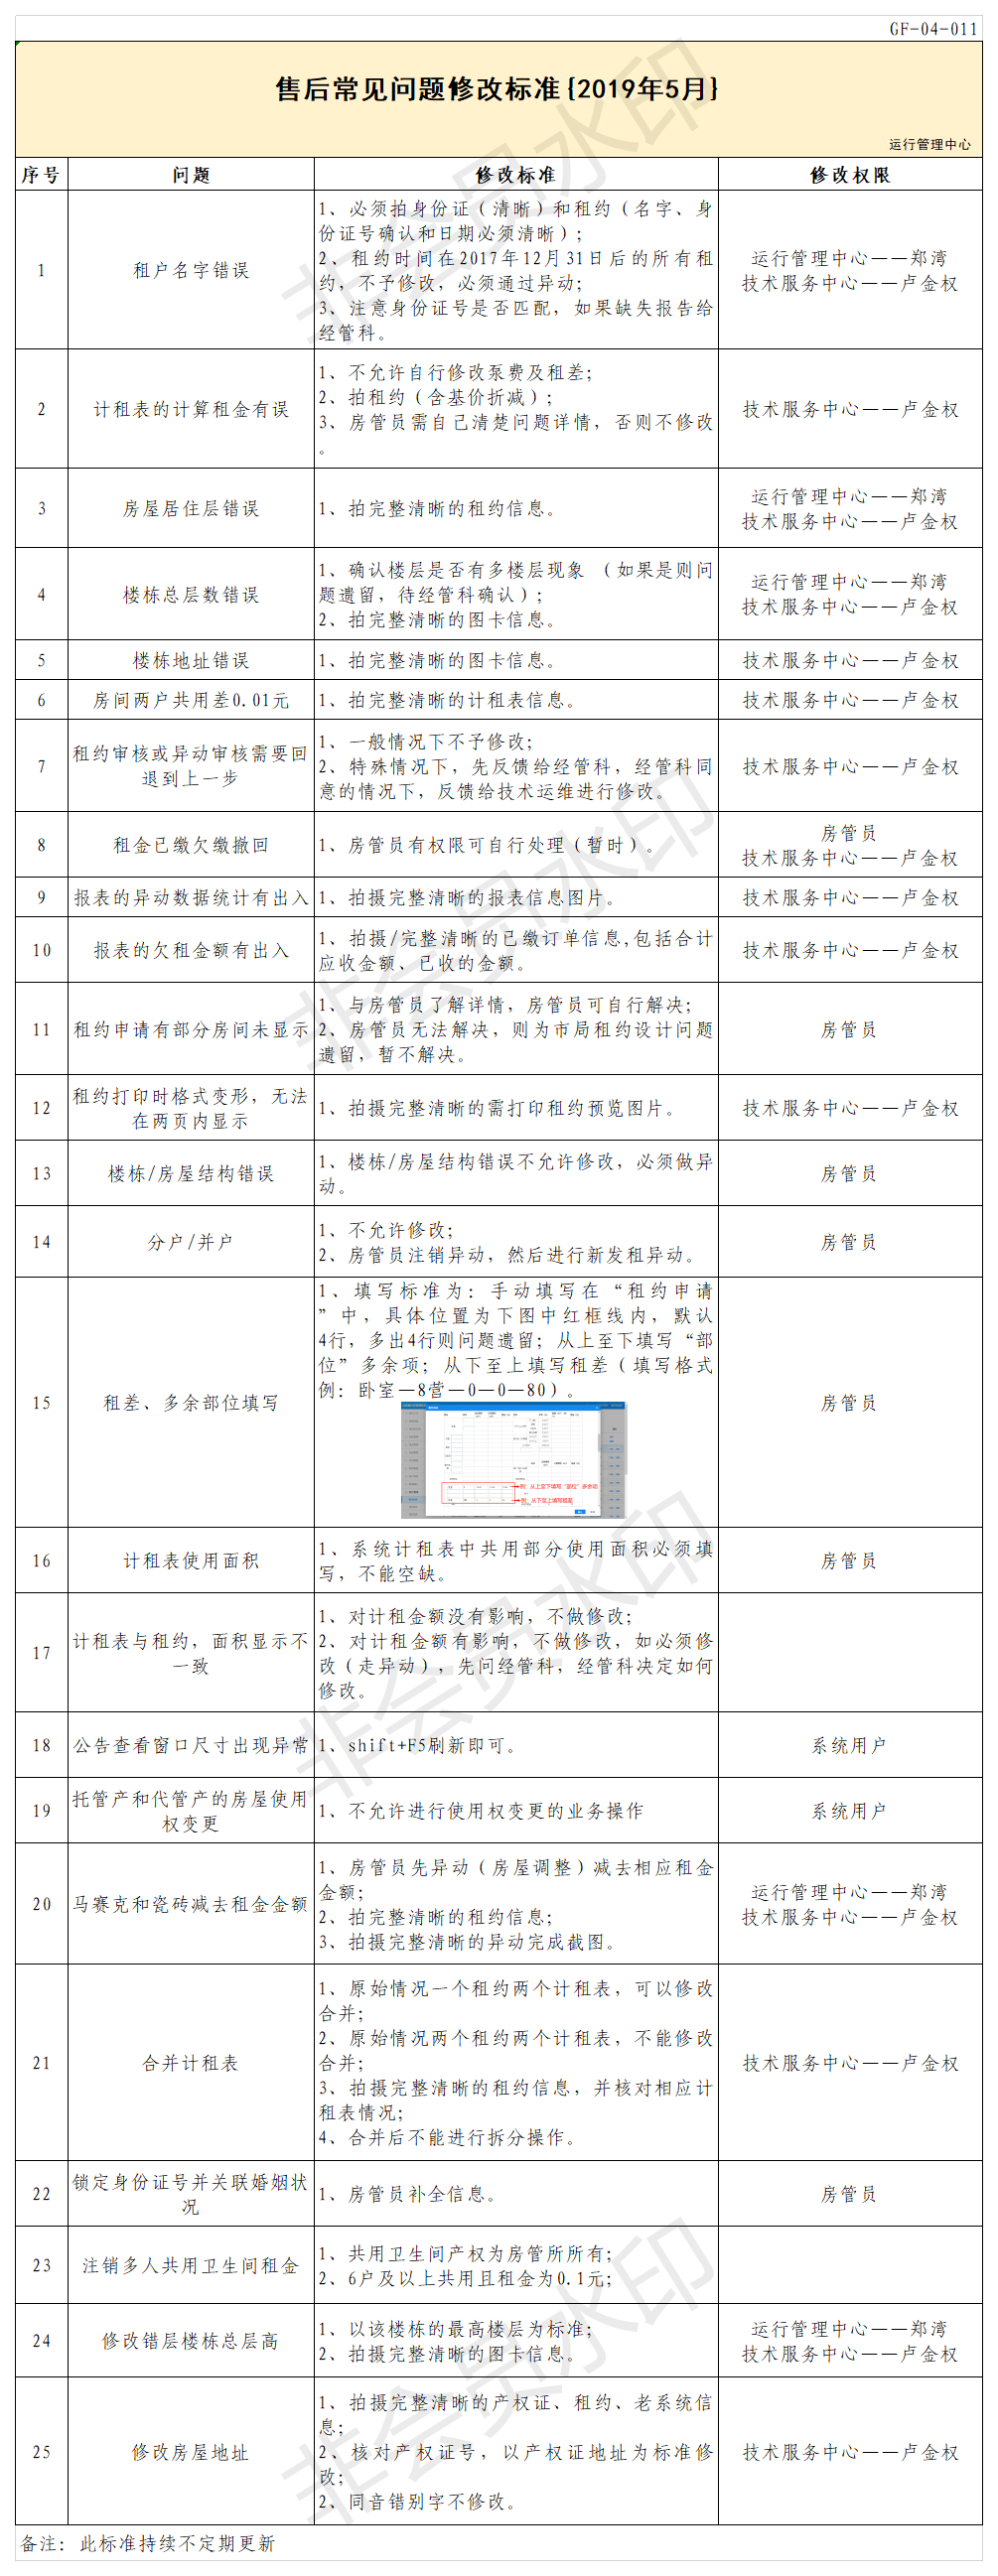 GF-04-011
售后常见问题修改标准{2019年5月}
运行管理中心
序号 问题 修改标准 修改权限
1 租户名字错误
1、必须拍身份证（清晰）和租约（名字、身
份证号确认和日期必须清晰）；
2、租约时间在2017年12月31日后的所有租
约，不予修改，必须通过异动；
3、注意身份证号是否匹配，如果缺失报告给
经管科。
运行管理中心——郑湾
技术服务中心——卢金权
2 计租表的计算租金有误
1、不允许自行修改泵费及租差；
2、拍租约（含基价折减）；
3、房管员需自己清楚问题详情，否则不修改
。
技术服务中心——卢金权
3 房屋居住层错误
1、拍完整清晰的租约信息。
运行管理中心——郑湾
技术服务中心——卢金权
4 楼栋总层数错误
1、确认楼层是否有多楼层现象 （如果是则问
题遗留，待经管科确认）；
2、拍完整清晰的图卡信息。
运行管理中心——郑湾
技术服务中心——卢金权
5 楼栋地址错误 1、拍完整清晰的图卡信息。 技术服务中心——卢金权
6 房间两户共用差0.01元 1、拍完整清晰的计租表信息。 技术服务中心——卢金权
7 租约审核或异动审核需要回
退到上一步
1、一般情况下不予修改；
2、特殊情况下，先反馈给经管科，经管科同
意的情况下，反馈给技术运维进行修改。
技术服务中心——卢金权
8 租金已缴欠缴撤回
1、房管员有权限可自行处理（暂时）。
房管员
技术服务中心——卢金权
9 报表的异动数据统计有出入 1、拍摄完整清晰的报表信息图片。 技术服务中心——卢金权
10 报表的欠租金额有出入
1、拍摄/完整清晰的已缴订单信息,包括合计
应收金额、已收的金额。
技术服务中心——卢金权
11 租约申请有部分房间未显示
1、与房管员了解详情，房管员可自行解决；
2、房管员无法解决，则为市局租约设计问题
遗留，暂不解决。
房管员
12 租约打印时格式变形，无法
在两页内显示
1、拍摄完整清晰的需打印租约预览图片。
技术服务中心——卢金权
13 楼栋/房屋结构错误
1、楼栋/房屋结构错误不允许修改，必须做异
动。
房管员
14 分户/并户
1、不允许修改；
2、房管员注销异动，然后进行新发租异动。
房管员
15 租差、多余部位填写
1、填写标准为：手动填写在“租约申请
”中，具体位置为下图中红框线内，默认
4行，多出4行则问题遗留；从上至下填写“部
位”多余项；从下至上填写租差（填写格式
例：卧室—8营—0—0—80）。
例：从上至下填写“部位”多余项
例：从下至上填写租差
房管员
16 计租表使用面积
1、系统计租表中共用部分使用面积必须填
写，不能空缺。
房管员
17 计租表与租约，面积显示不
一致
1、对计租金额没有影响，不做修改；
2、对计租金额有影响，不做修改，如必须修
改（走异动），先问经管科，经管科决定如何
修改。
18 公告查看窗口尺寸出现异常 1、shift+F5刷新即可。 系统用户
19 托管产和代管产的房屋使用
权变更
1、不允许进行使用权变更的业务操作
系统用户
20 马赛克和瓷砖减去租金金额
1、房管员先异动（房屋调整）减去相应租金
金额；
2、拍完整清晰的租约信息；
3、拍摄完整清晰的异动完成截图。
运行管理中心——郑湾
技术服务中心——卢金权
21 合并计租表
1、原始情况一个租约两个计租表，可以修改
合并；
2、原始情况两个租约两个计租表，不能修改
合并；
3、拍摄完整清晰的租约信息，并核对相应计
租表情况；
4、合并后不能进行拆分操作。
技术服务中心——卢金权
22 锁定身份证号并关联婚姻状
况
1、房管员补全信息。
房管员
23 注销多人共用卫生间租金
1、共用卫生间产权为房管所所有；
2、6户及以上共用且租金为0.1元；
24 修改错层楼栋总层高
1、以该楼栋的最高楼层为标准；
2、拍摄完整清晰的图卡信息。
运行管理中心——郑湾
技术服务中心——卢金权
25 修改房屋地址
1、拍摄完整清晰的产权证、租约、老系统信
息；
2、核对产权证号，以产权证地址为标准修
改；
2、同音错别字不修改。
技术服务中心——卢金权
备注：此标准持续不定期更新
非会员水印
非会员水印
非会员水印
非会员水印